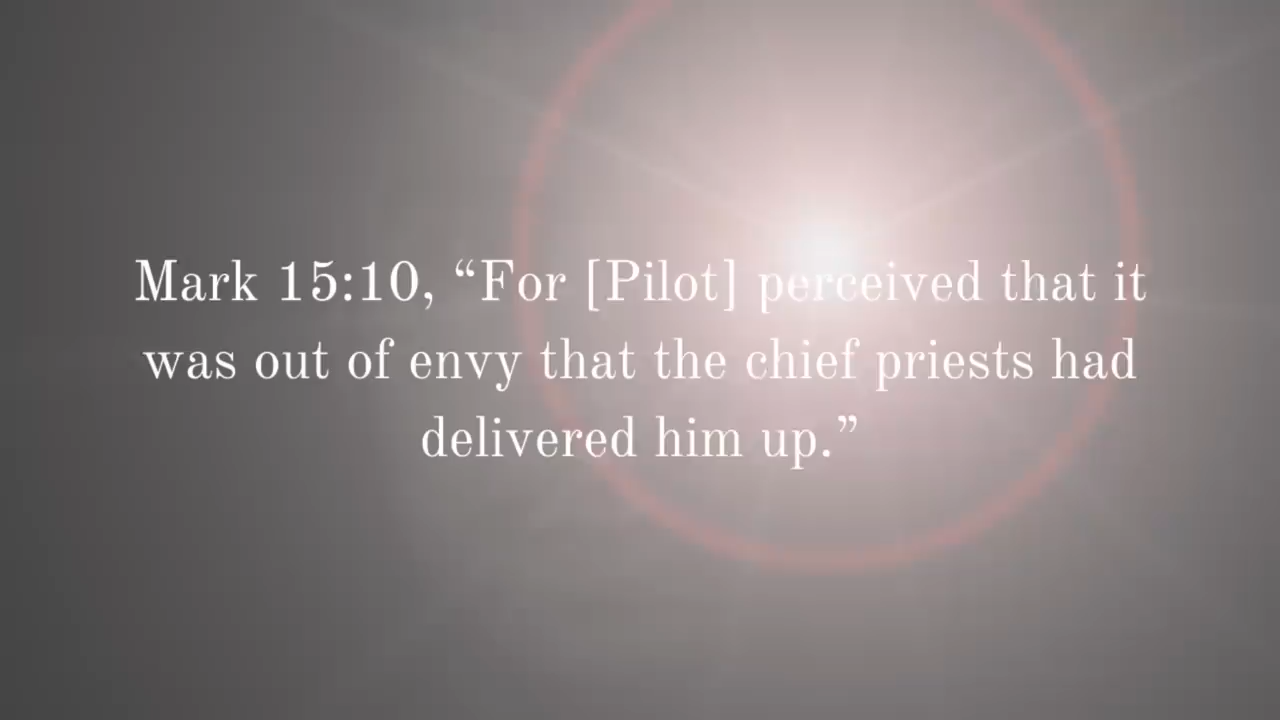 Mark 15:10, “For [Pilot] perceived that it
was out of envy that the chief priests had
delivered him up.”